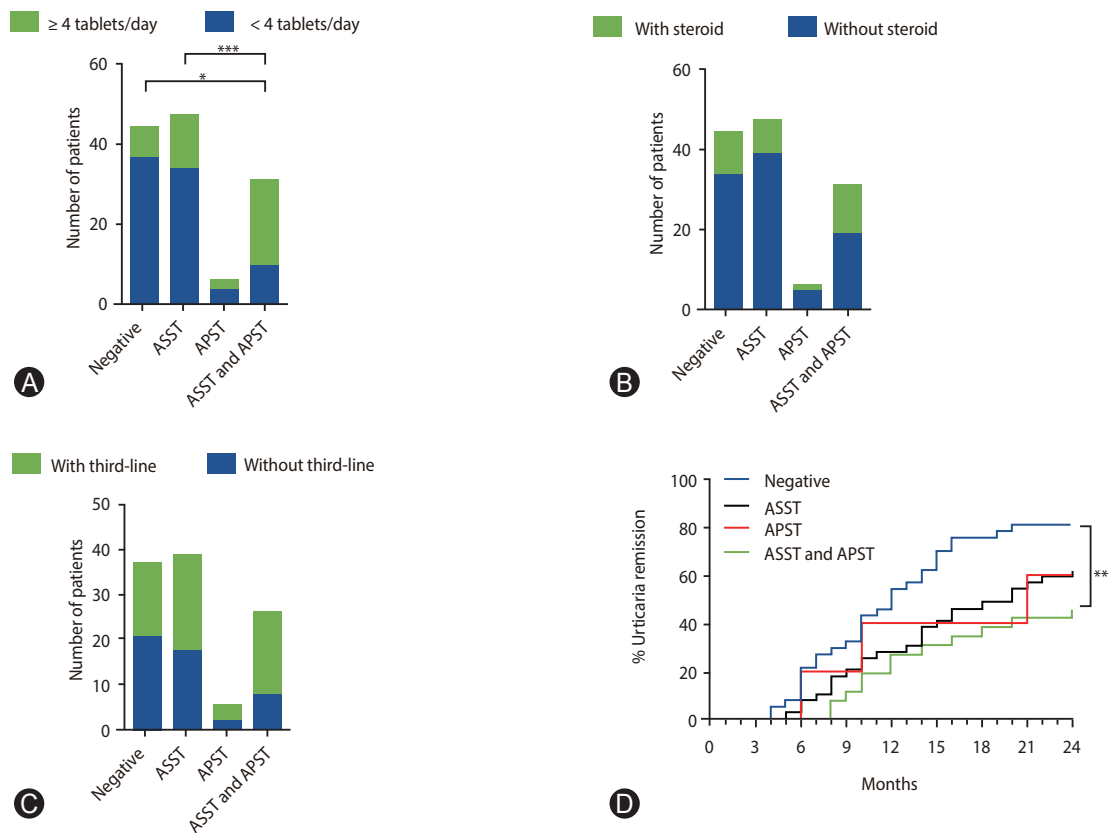 ≥ 4 tablets/day < 4 tablets/day
***
*
60
40
20
0
Number of patients
Negative
ASST
APST
ASST and APST
A
With steroid Without steroid
60
40
20
0
Number of patients
Negative
ASST
APST
ASST and APST
B
With third-line Without third-line
50
40
30
20
10
0
Number of patients
Negative
ASST
APST
ASST and APST
C
100
80
60
40
20
0
% Urticaria remission
Negative
ASST
APST
ASST and APST
**
0 3 6 9 12 15 18 21 24
Months
D